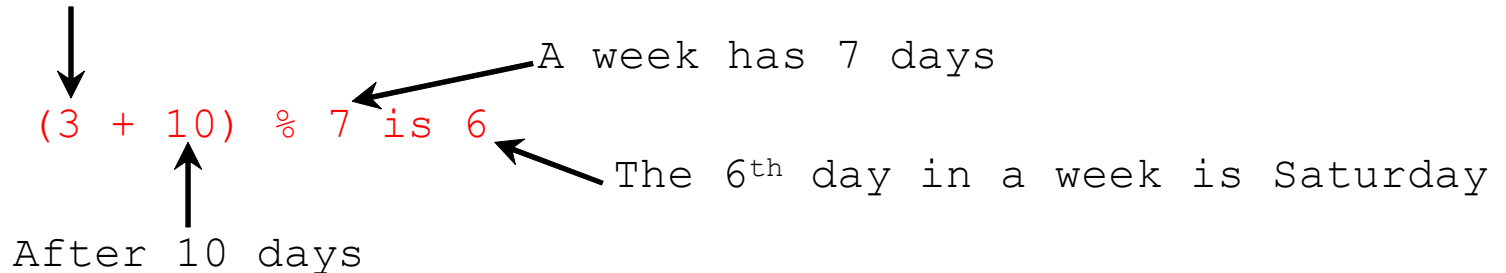 A week has 7 days
(3 + 10) % 7 is 6
The 6th day in a week is Saturday
After 10 days